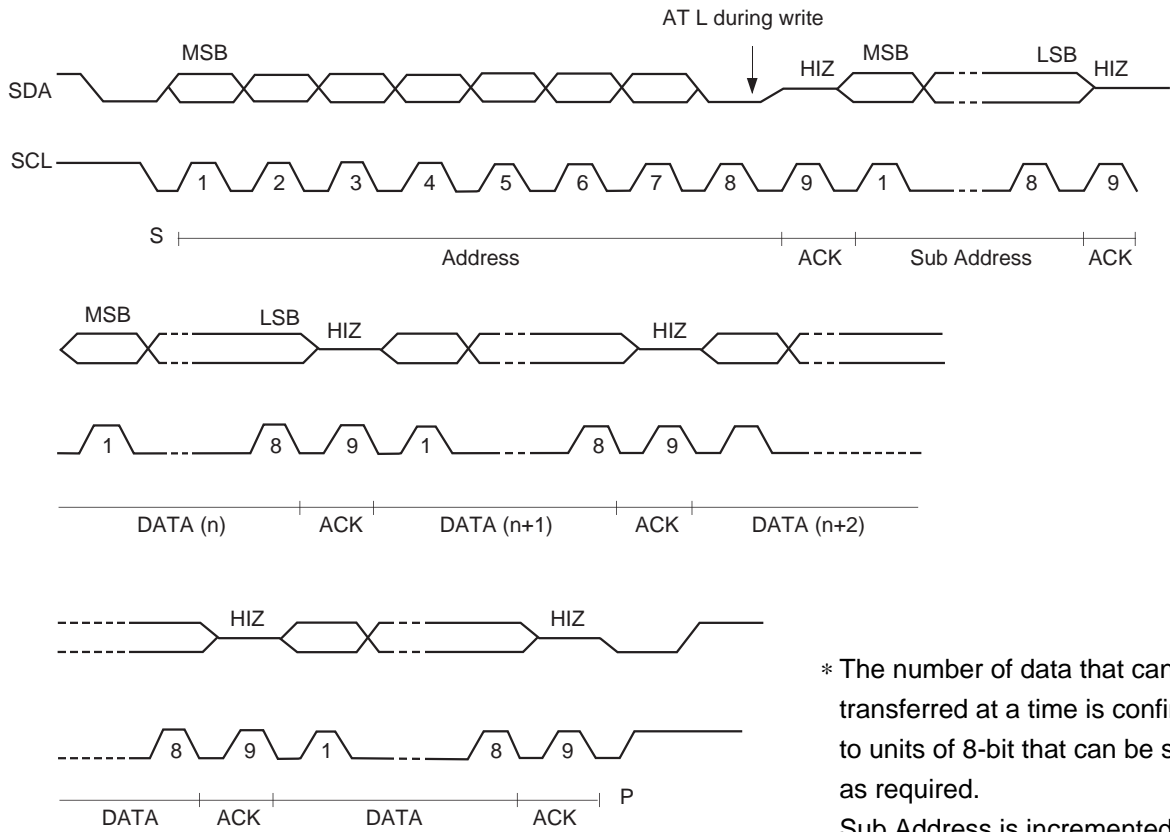 AT L during write
MSB HIZ MSB LSB HIZ
SDA
SCL
1 2 3 4 5 6 7 8 9 1 8 9
S
Address ACK Sub Address ACK
MSB LSB HIZ HIZ
1 8 9 1 8 9
DATA (n) ACK DATA (n+1) ACK DATA (n+2)
HIZ HIZ
8 9 1 8 9
P
DATA ACK DATA ACK
* The number of data that can
transferred at a time is
to units of 8-bit that can be
as required.
Sub Address is incremented